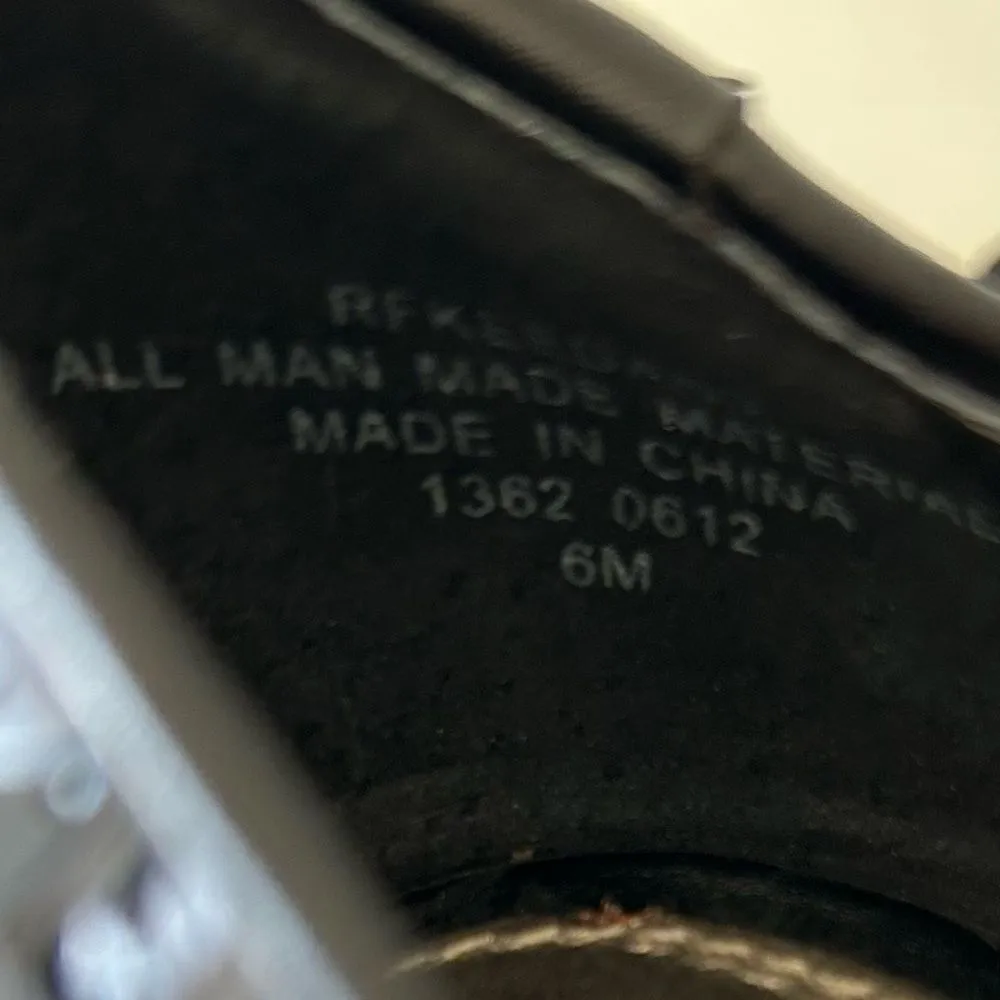 ALL MAN MADE MATERIAL
MADE IN CHINA
1362 0612
6M